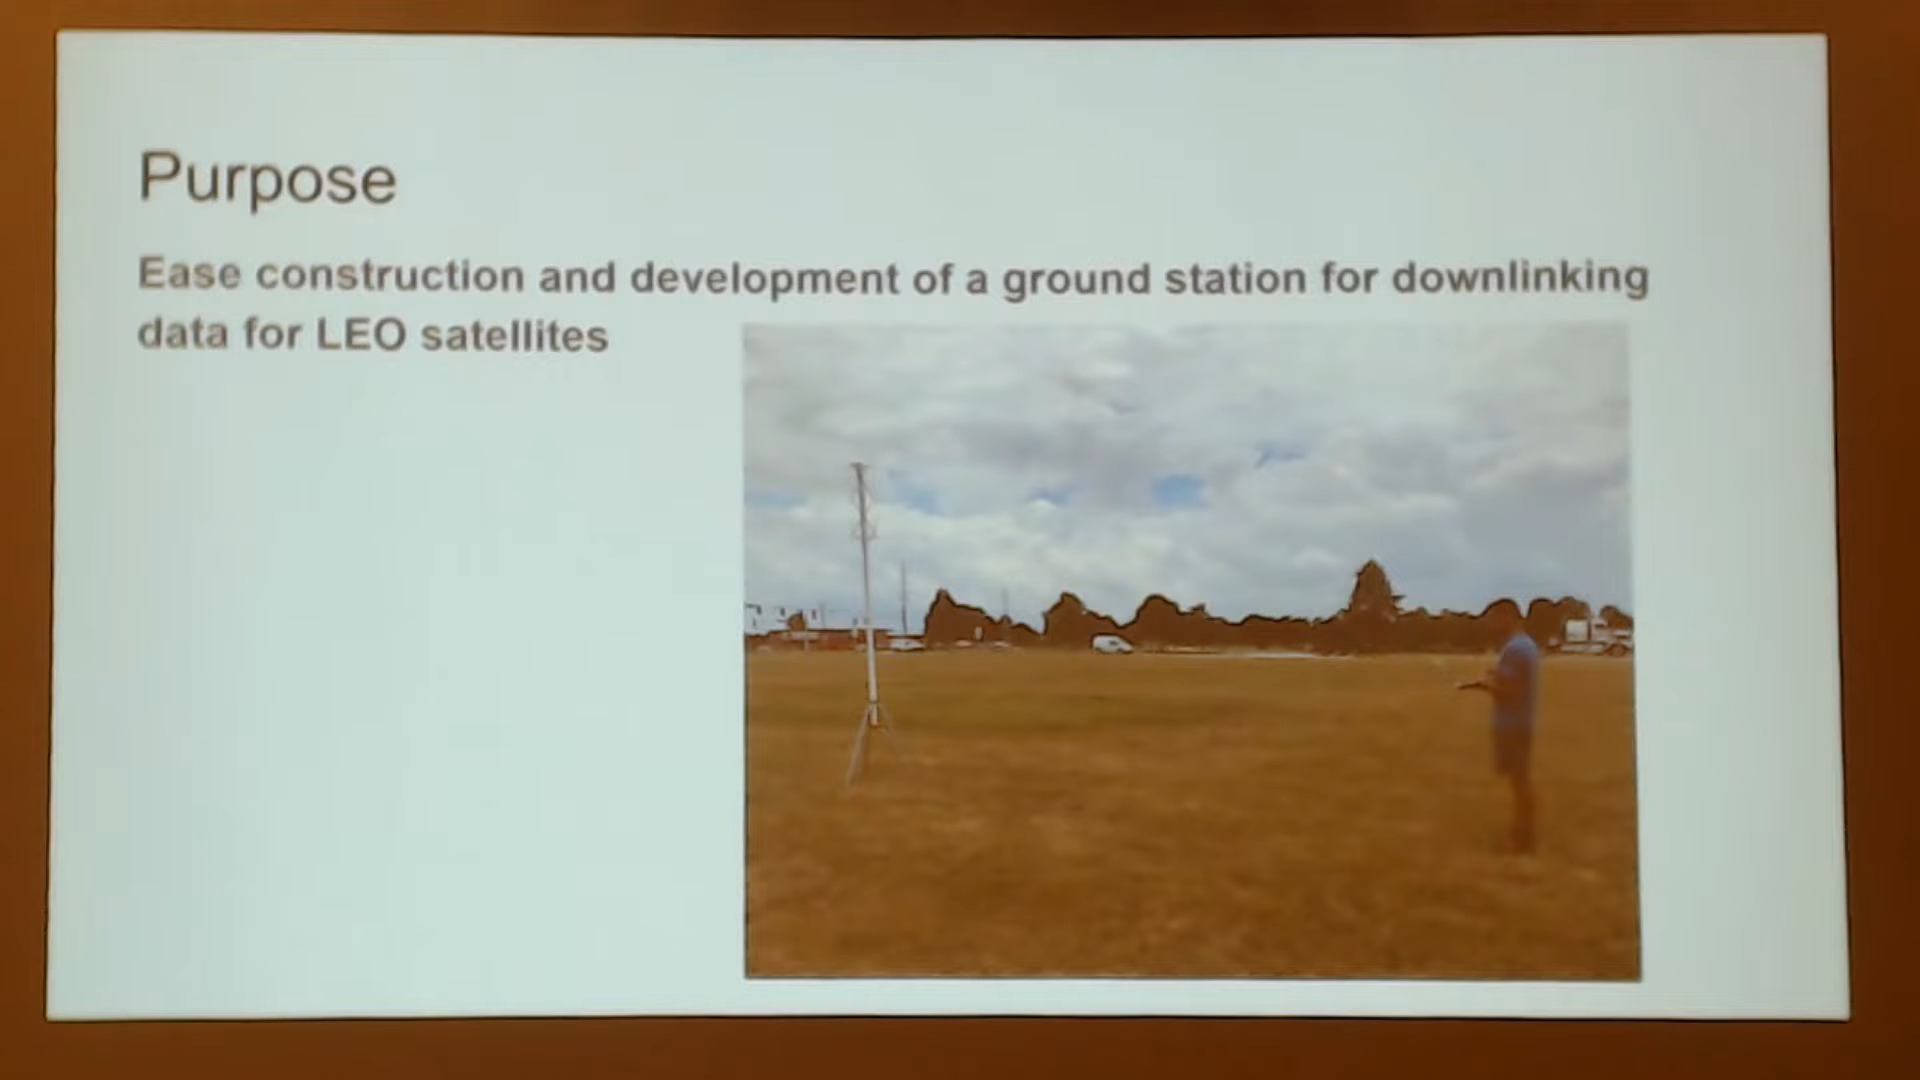 Purpose
Ease construction and development of a ground station for downlinking
data for LEO satellites